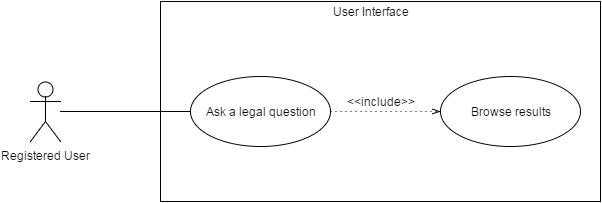 User Interface
Ask a legal question
<<include>>
Browse results
Registered User